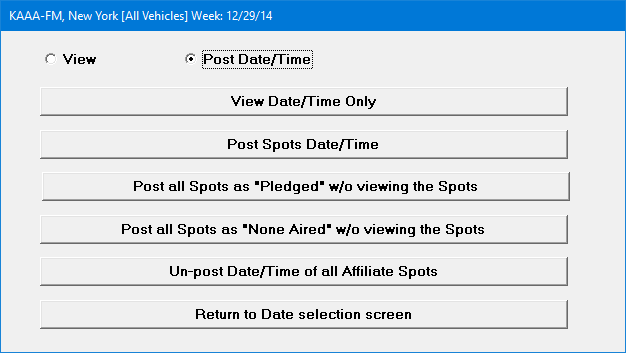 KAAA-FM, New York [All Vehicles] Week: 12/29/14
View Post Date/Time
View Date/Time Only
Post Spots Date/Time
Post all Spots as "Pledged" w/o viewing the Spots
Post all Spots as "None Aired" w/o viewing the Spots
Un-post Date/Time of all Affiliate Spots
Return to Date selection screen